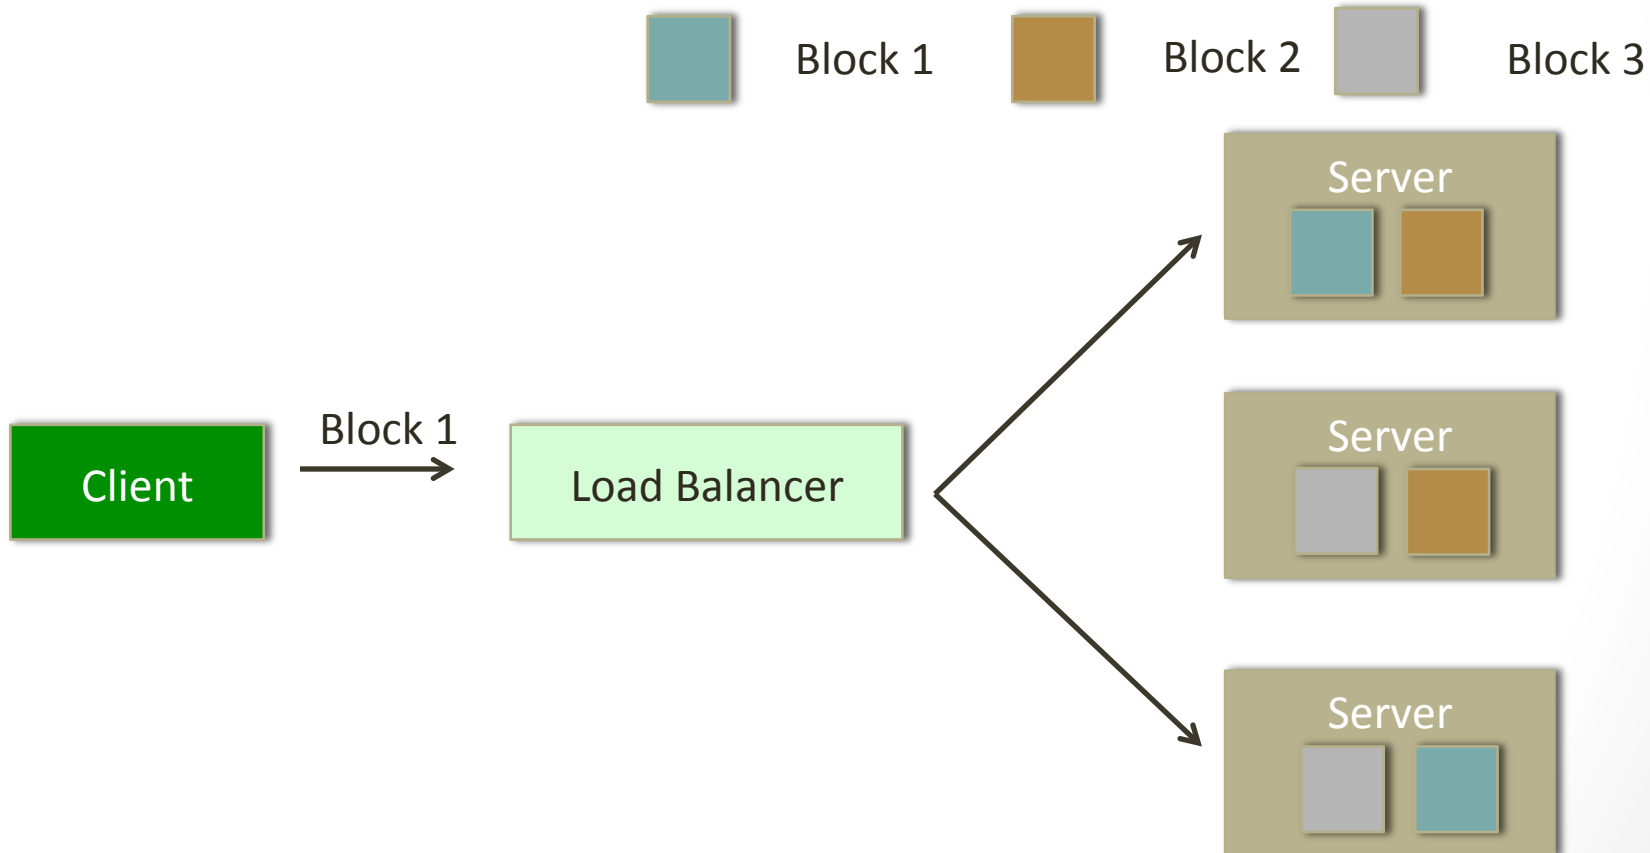 Block 1
Block 2
Block 3
Server
Server
Block 1
Client
Load Balancer
Server